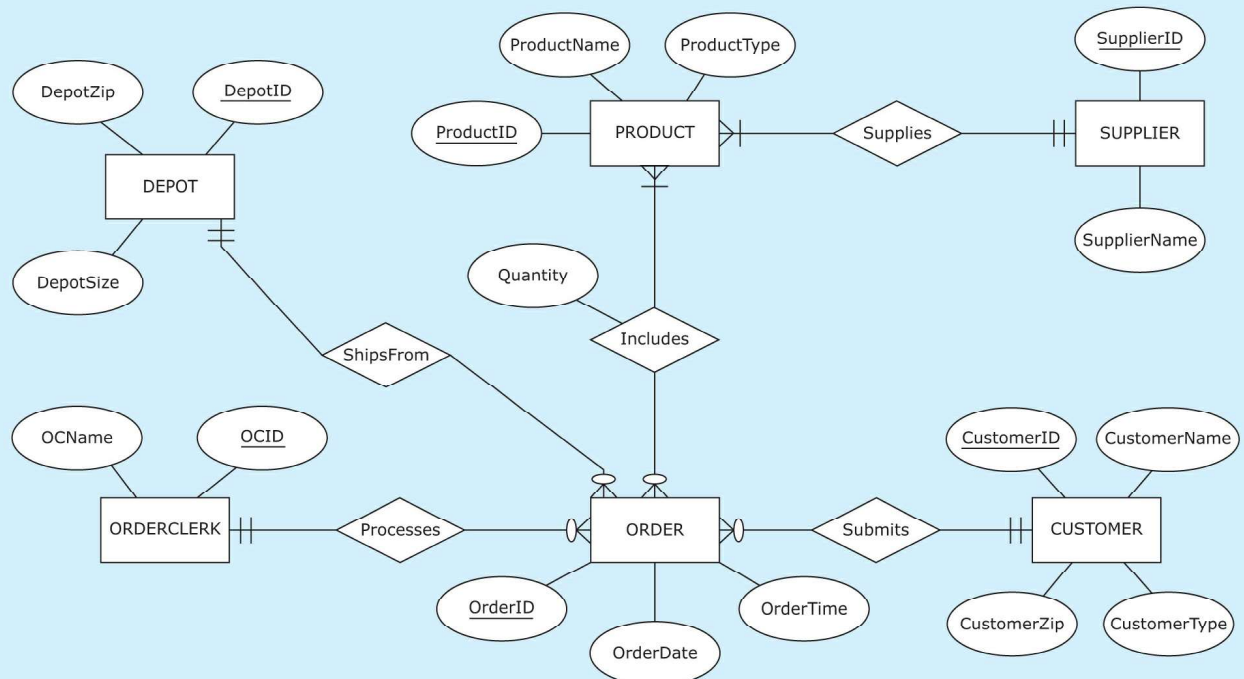 ProductName
ProductType
SupplierID
DepotZip
DepotID
ProductID
PRODUCT
Supplies
SUPPLIER
DEPOT
SupplierName
DepotSize
Quantity
Includes
ShipsFrom
OCName
OCID
CustomerID
CustomerName
ORDERCLERK
Processes
ORDER
Submits
CUSTOMER
OrderID
OrderTime
CustomerZip
CustomerType
OrderDate